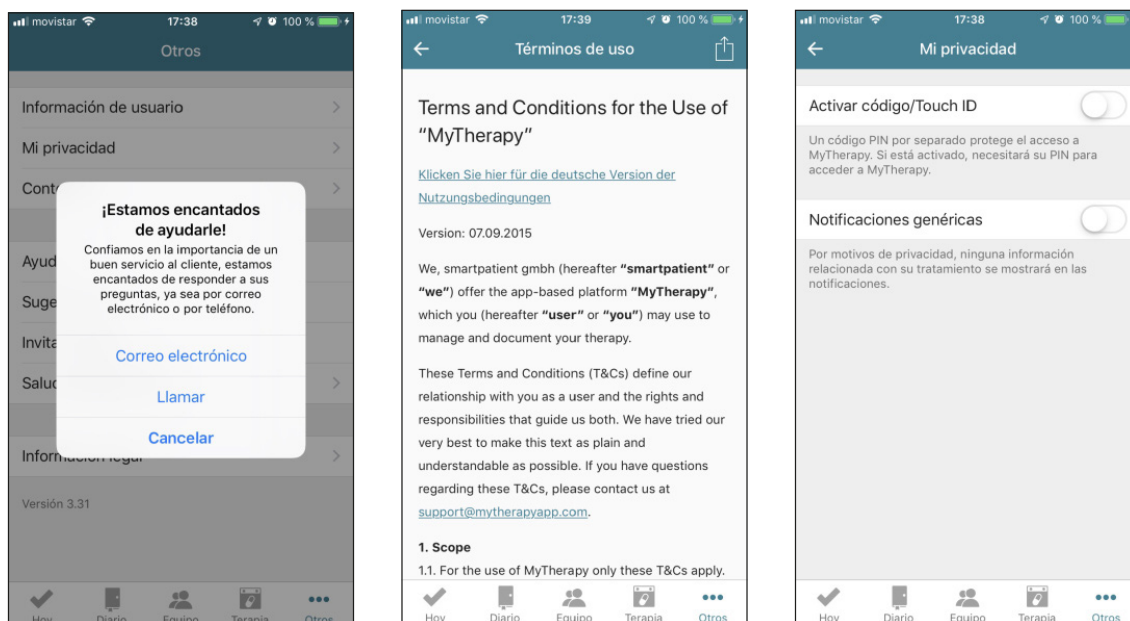 movistar 17:38 100 %
Otros
Información de usuario
Mi privacidad
Cont
¡Estamos encantados
de ayudarle!
Confiamos en la importancia de un
buen servicio al cliente, estamos
encantados de responder a sus
preguntas, ya sea por correo
electrónico o por teléfono.
Ayud
Suge
Invita
Correo electrónico
Salud
Llamar
Cancelar
Información legal
Versión 3.31
Hoy Diario Equipo Terapia Otros
movistar 17:39 100 %
Términos de uso
Terms and Conditions for the Use of
“MyTherapy”
Klicken Sie hier für die deutsche Version der
Nutzungsbedingungen
Version: 07.09.2015
We, smartpatient gmbh (hereafter “smartpatient” or
“we”) offer the app-based platform “MyTherapy”,
which you (hereafter “user” or “you”) may use to
manage and document your therapy.
These Terms and Conditions (T&Cs) define our
relationship with you as a user and the rights and
responsibilities that guide us both. We have tried our
very best to make this text as plain and
understandable as possible. If you have questions
regarding these T&Cs, please contact us at
support@mytherapyapp.com.
1. Scope
1.1. For the use of MyTherapy only these T&Cs apply.
Hoy Diario Equipo Terapia Otros
movistar 17:38 100 %
Mi privacidad
Activar código/Touch ID
Un código PIN por separado protege el acceso a
MyTherapy. Si está activado, necesitará su PIN para
acceder a MyTherapy.
Notificaciones genéricas
Por motivos de privacidad, ninguna información
relacionada con su tratamiento se mostrará en las
notificaciones.
Hoy Diario Equipo Terapia Otros